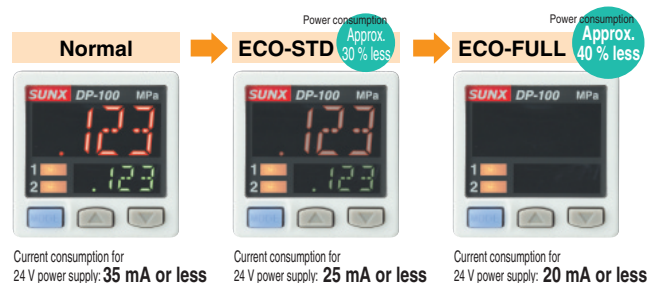 Normal
Power consumption
Approx.
30 % less
ECO-STD
Power consumption
Approx.
40 % less
ECO-FULL
SUNX DP-100 MPa
.123
1
2 .123
MODE
SUNX DP-100 MPa
.123
1
2 .123
MODE
SUNX DP-100 MPa
1
2
MODE
Current consumption for
24 V power supply: 35 mA or less
Current consumption for
24 V power supply: 25 mA or less
Current consumption for
24 V power supply: 20 mA or less